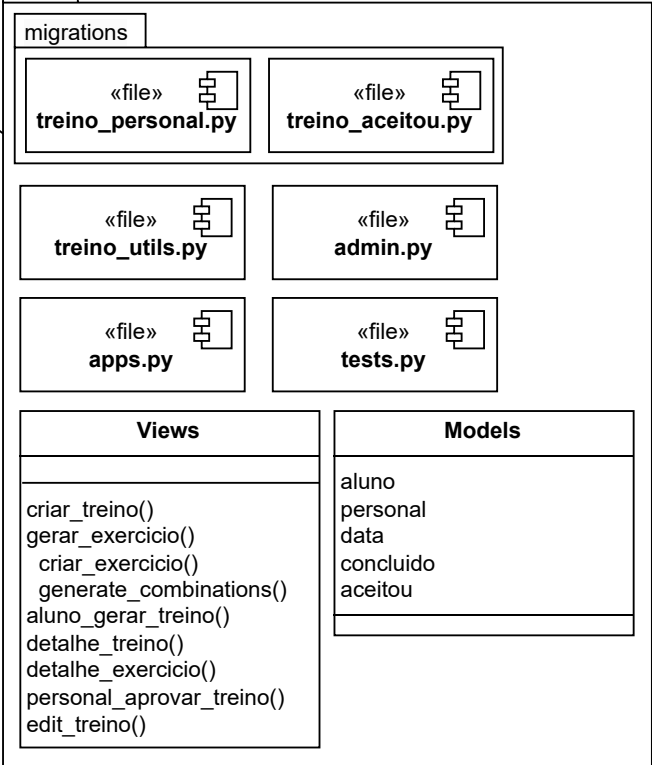 migrations
«file»
treino_personal.py
«file»
treino_aceitou.py
«file»
treino_utils.py
«file»
admin.py
«file»
apps.py
«file»
tests.py
Views
criar_treino()
gerar_exercicio()
criar_exercicio()
generate_combinations()
aluno_gerar_treino()
detalhe_treino()
detalhe_exercicio()
personal_aprovar_treino()
edit_treino()
Models
aluno
personal
data
concluido
aceitou